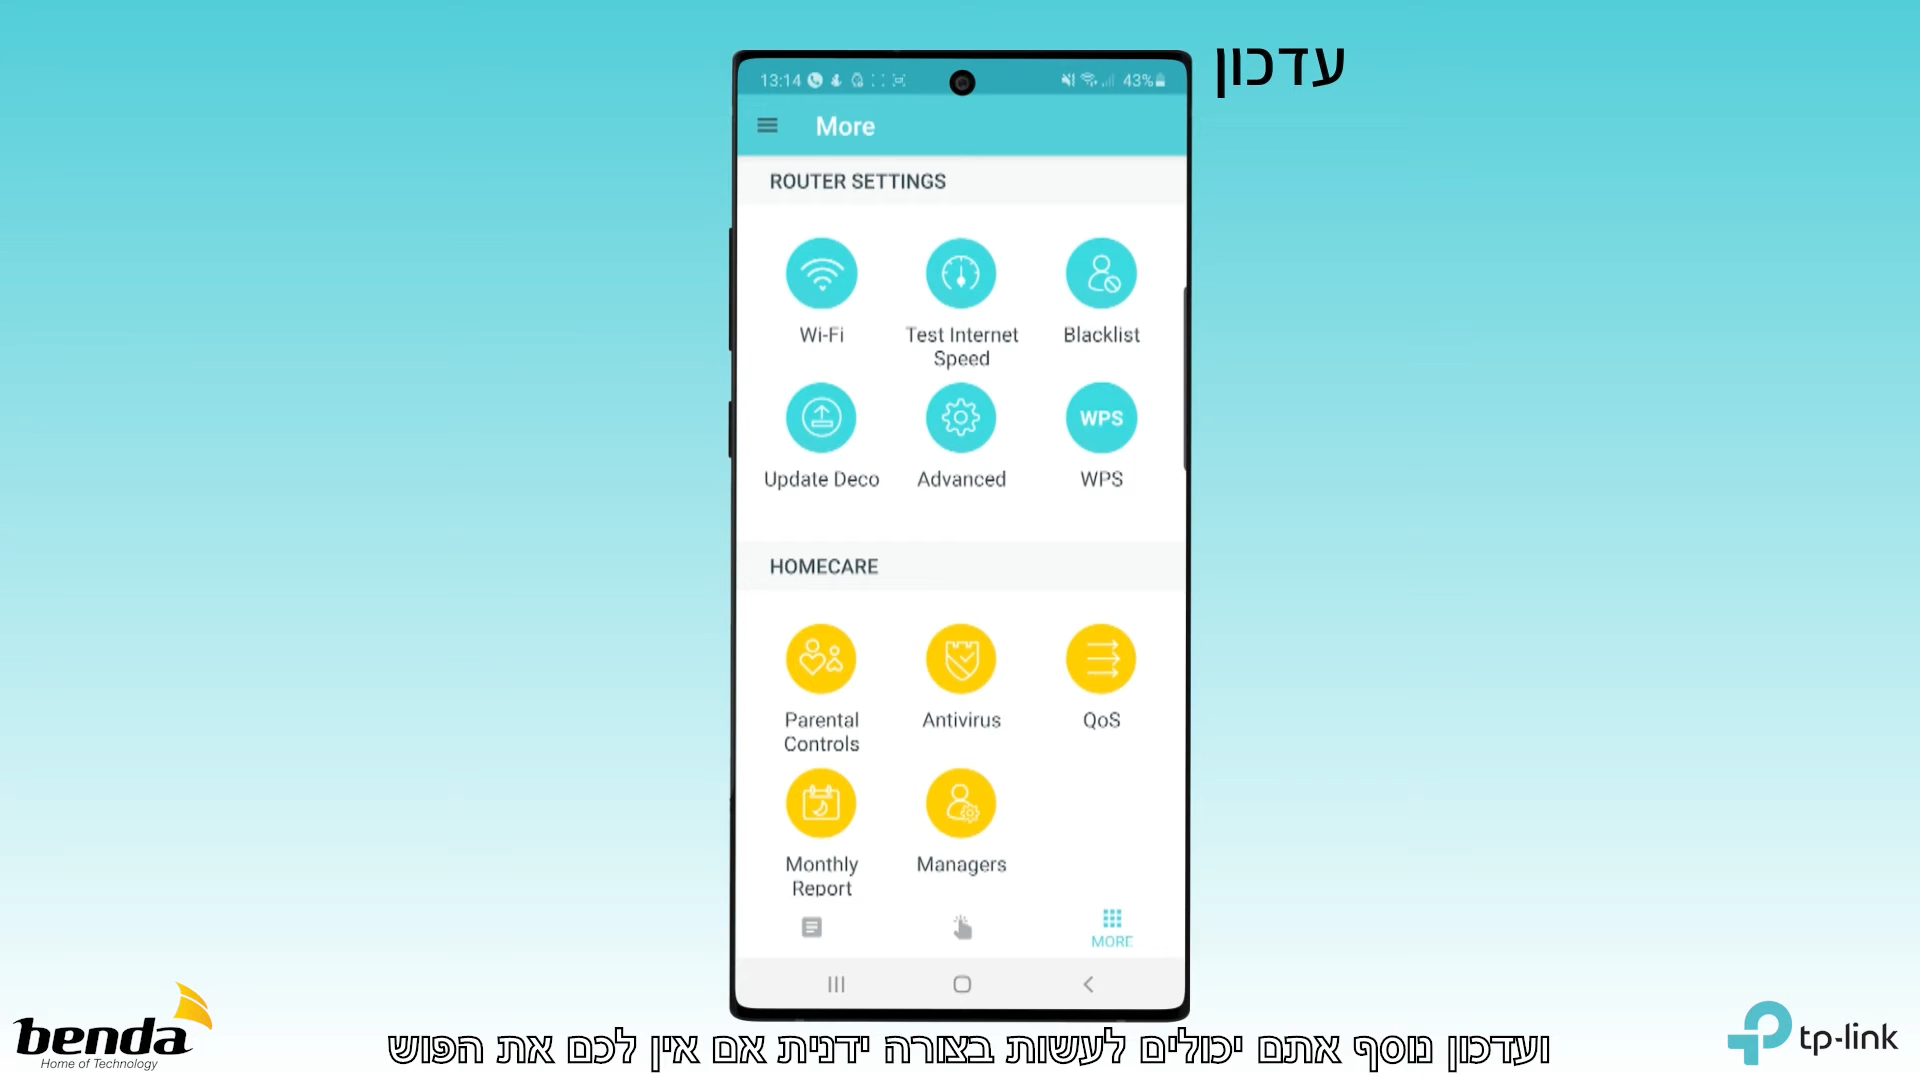 עדכון
13:14
43%
More
ROUTER SETTINGS
Wi-Fi
Test Internet
Speed
Blacklist
WPS
Update Deco
Advanced
WPS
HOMECARE
Parental
Controls
Antivirus
QoS
Monthly
Report
Managers
MORE
ועדכון נוסף אתם יכולים לעשות בצורה ידנית אם אין לכם את הפוש
benda
Home of Technology
tp-link